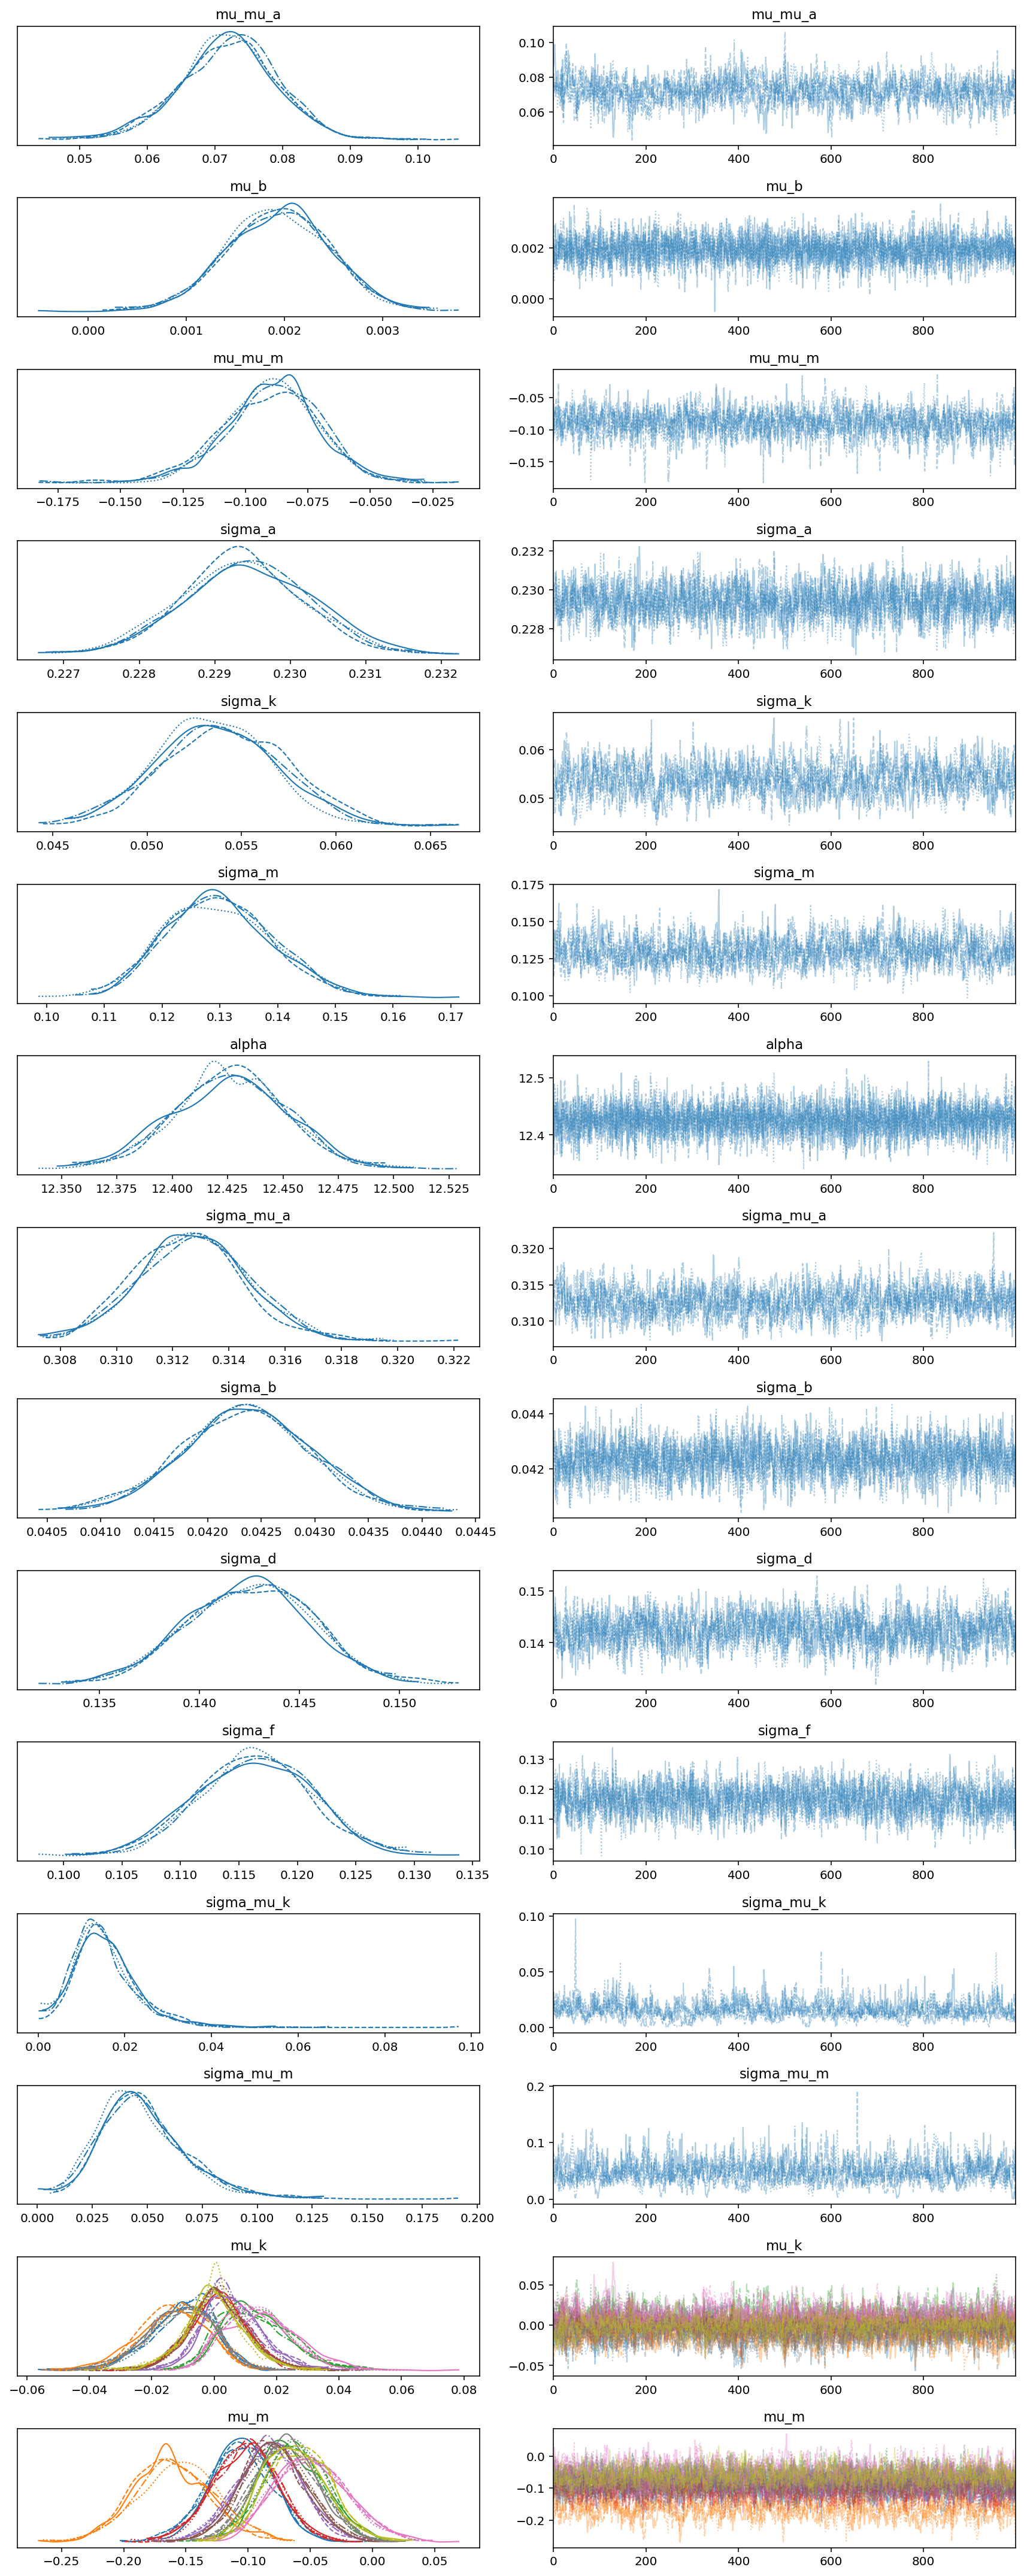 mu_mu_a mu_mu_a
0.10
0.08
0.06
0.05 0.06 0.07 0.08 0.09 0.10 0 200 400 600 800
mu_b mu_b
0.002
0.000
0.000 0.001 0.002 0.003 0 200 400 600 800
mu_mu_m mu_mu_m
−0.05
−0.10
−0.15
−0.175 −0.150 −0.125 −0.100 −0.075 −0.050 −0.025 0 200 400 600 800
sigma_a sigma_a
0.232
0.230
0.228
0.227 0.228 0.229 0.230 0.231 0.232 0 200 400 600 800
sigma_k sigma_k
0.06
0.05
0.045 0.050 0.055 0.060 0.065 0 200 400 600 800
sigma_m sigma_m
0.175
0.150
0.125
0.100
0.10 0.11 0.12 0.13 0.14 0.15 0.16 0.17 0 200 400 600 800
alpha alpha
12.5
12.4
12.350 12.375 12.400 12.425 12.450 12.475 12.500 12.525 0 200 400 600 800
sigma_mu_a sigma_mu_a
0.320
0.315
0.310
0.308 0.310 0.312 0.314 0.316 0.318 0.320 0.322 0 200 400 600 800
sigma_b sigma_b
0.044
0.042
0.0405 0.0410 0.0415 0.0420 0.0425 0.0430 0.0435 0.0440 0.0445 0 200 400 600 800
sigma_d sigma_d
0.15
0.14
0.135 0.140 0.145 0.150 0 200 400 600 800
sigma_f sigma_f
0.13
0.12
0.11
0.10
0.100 0.105 0.110 0.115 0.120 0.125 0.130 0.135 0 200 400 600 800
sigma_mu_k sigma_mu_k
0.10
0.05
0.00
0.00 0.02 0.04 0.06 0.08 0.10 0 200 400 600 800
sigma_mu_m sigma_mu_m
0.2
0.1
0.0
0.000 0.025 0.050 0.075 0.100 0.125 0.150 0.175 0.200 0 200 400 600 800
mu_k mu_k
0.05
0.00
−0.05
−0.06 −0.04 −0.02 0.00 0.02 0.04 0.06 0.08 0 200 400 600 800
mu_m mu_m
0.0
−0.1
−0.2
−0.25 −0.20 −0.15 −0.10 −0.05 0.00 0.05 0 200 400 600 800